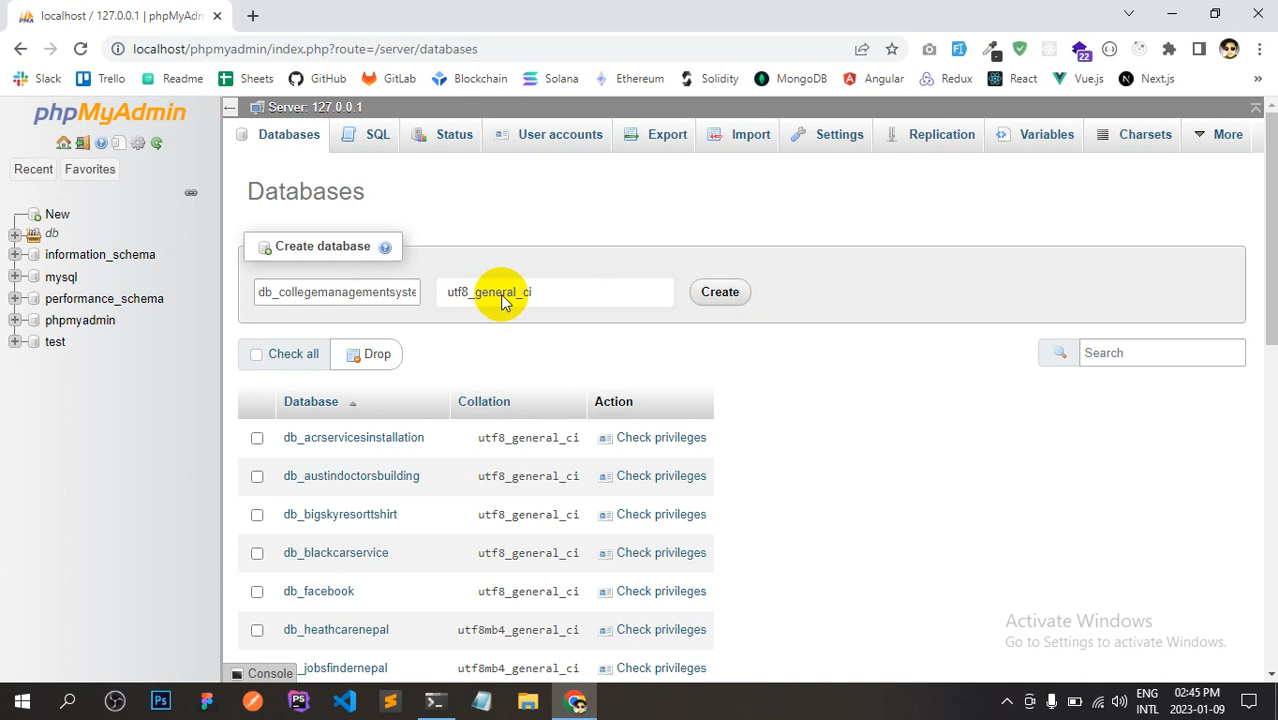 localhost / 127.0.0.1 | phpMyAdm
localhost/phpmyadmin/index.php?route=/server/databases
22
Slack Trello Readme Sheets GitHub GitLab Blockchain Solana Ethereum Solidity MongoDB Angular Redux React Vue.js Next.js »
phpMyAdmin
Recent Favorites
New
db
information_schema
mysql
performance_schema
phpmyadmin
test
Server: 127.0.0.1
Databases SQL Status User accounts Export Import Settings Replication Variables Charsets More
Databases
Create database
db_collegemanagementsyste utf8_general_ci Create
Check all Drop Search
Database Collation Action
db_acrservicesinstallation utf8_general_ci Check privileges
db_austindoctorsbuilding utf8_general_ci Check privileges
db_bigskyresorttshirt utf8_general_ci Check privileges
db_blackcarservice utf8_general_ci Check privileges
db_facebook utf8_general_ci Check privileges
db_heathcarenepal utf8mb4_general_ci Check privileges
_jobsfindernepal utf8mb4_general_ci Check privileges
Console
Activate Windows
Go to Settings to activate Windows.
ENG
INTL
02:45 PM
2023-01-09